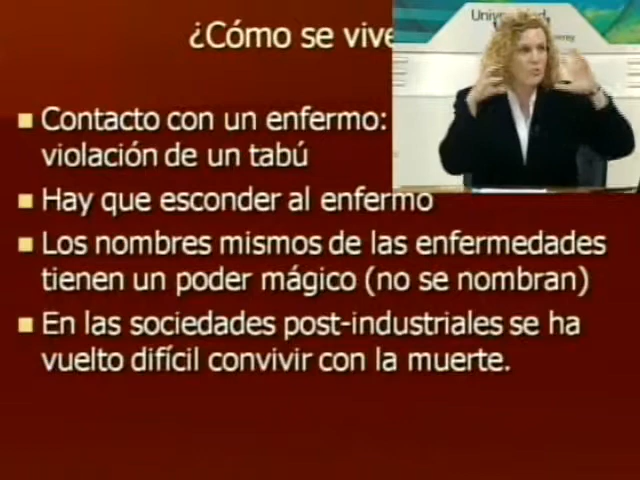 ¿Cómo se vive
Universidad
Contacto con un enfermo:
violación de un tabú
Hay que esconder al enfermo
Los nombres mismos de las enfermedades
tienen un poder mágico (no se nombran)
En las sociedades post-industriales se ha
vuelto difícil convivir con la muerte.